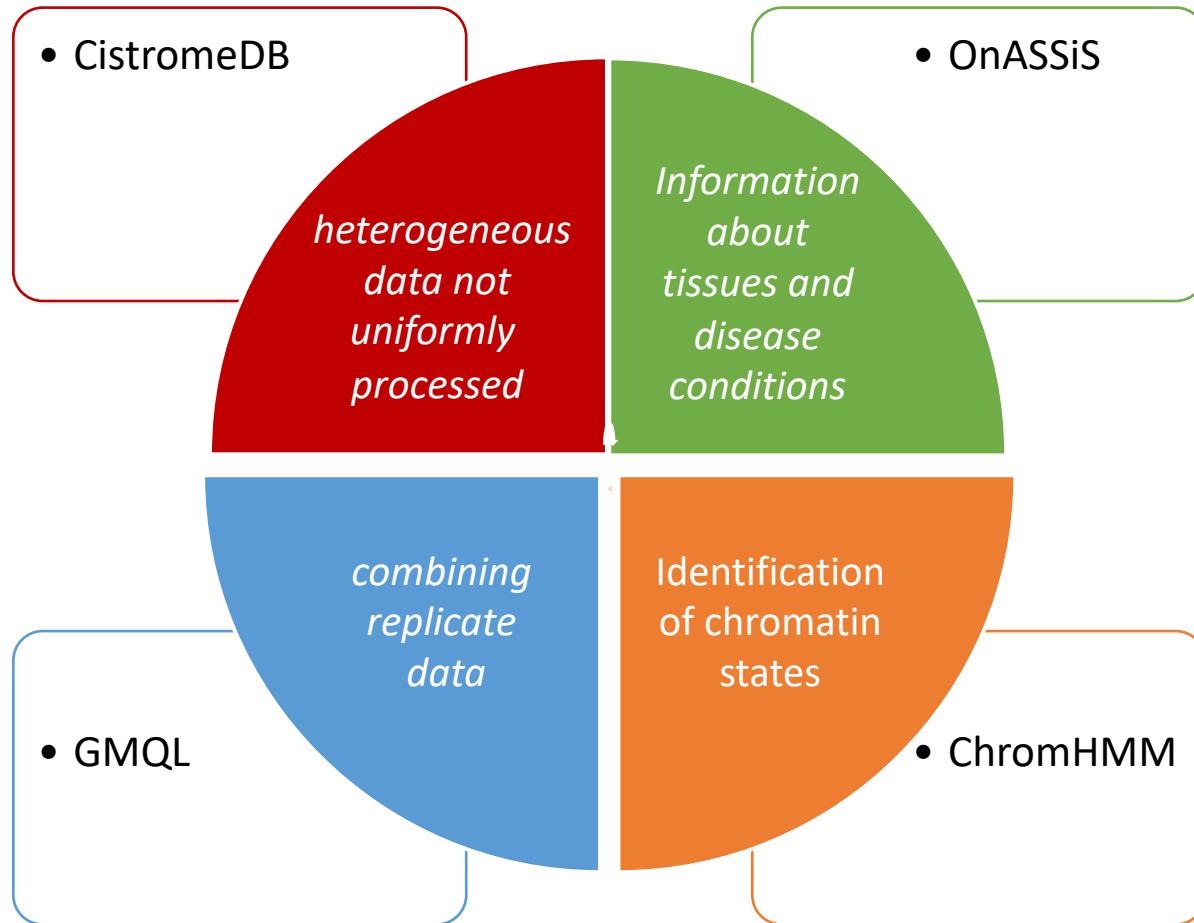 • CistromeDB
• OnASSiS
heterogeneous
data not
uniformly
processed
Information
about
tissues and
disease
conditions
combining
replicate
data
Identification
of chromatin
states
• GMQL
• ChromHMM